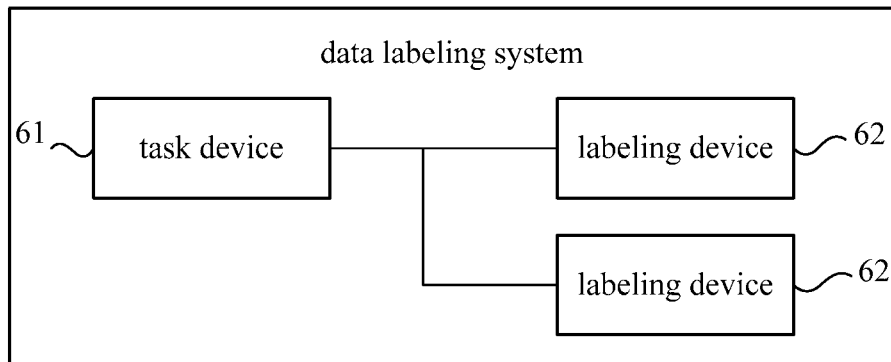 data labeling system
61 task device labeling device 62
labeling device 62